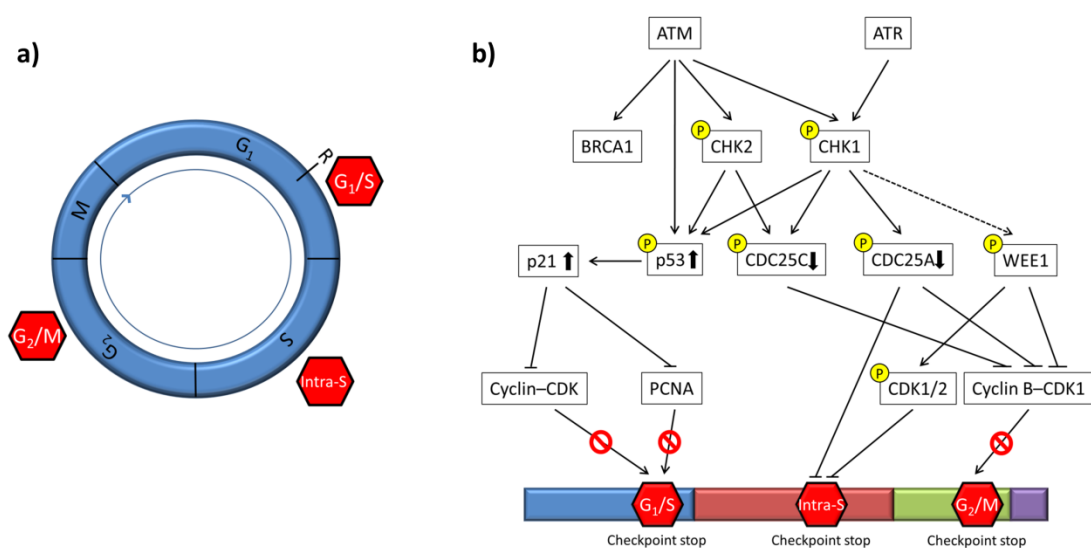 a)
G1
R
G1/S
S
Intra-S
G2
G2/M
M
b)
ATM
ATR
BRCA1
P
CHK2
P
CHK1
p21
P
p53
P
CDC25C
P
CDC25A
P
WEE1
Cyclin–CDK
PCNA
P
CDK1/2
Cyclin B–CDK1
G1/S
Intra-S
G2/M
Checkpoint stop
Checkpoint stop
Checkpoint stop